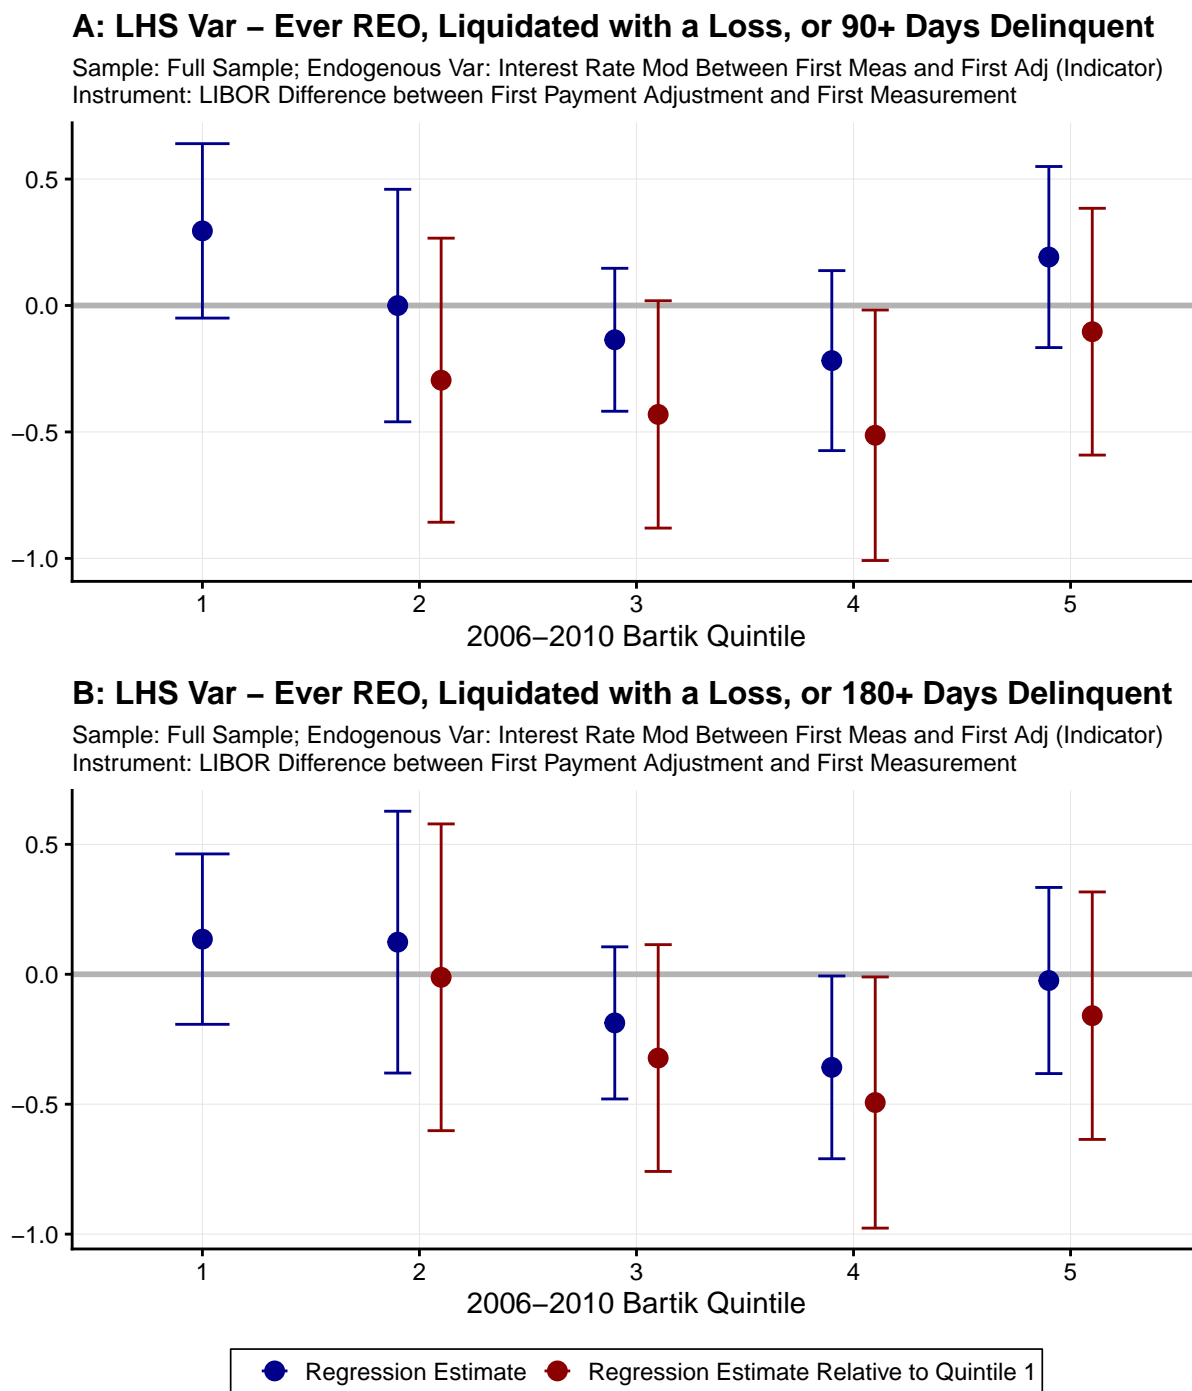 A: LHS Var – Ever REO, Liquidated with a Loss, or 90+ Days Delinquent
Sample: Full Sample; Endogenous Var: Interest Rate Mod Between First Meas and First Adj (Indicator)
Instrument: LIBOR Difference between First Payment Adjustment and First Measurement
0.5
0.0
−0.5
−1.0
1 2 3 4 5
2006−2010 Bartik Quintile
B: LHS Var – Ever REO, Liquidated with a Loss, or 180+ Days Delinquent
Sample: Full Sample; Endogenous Var: Interest Rate Mod Between First Meas and First Adj (Indicator)
Instrument: LIBOR Difference between First Payment Adjustment and First Measurement
0.5
0.0
−0.5
−1.0
1 2 3 4 5
2006−2010 Bartik Quintile
Regression Estimate Regression Estimate Relative to Quintile 1